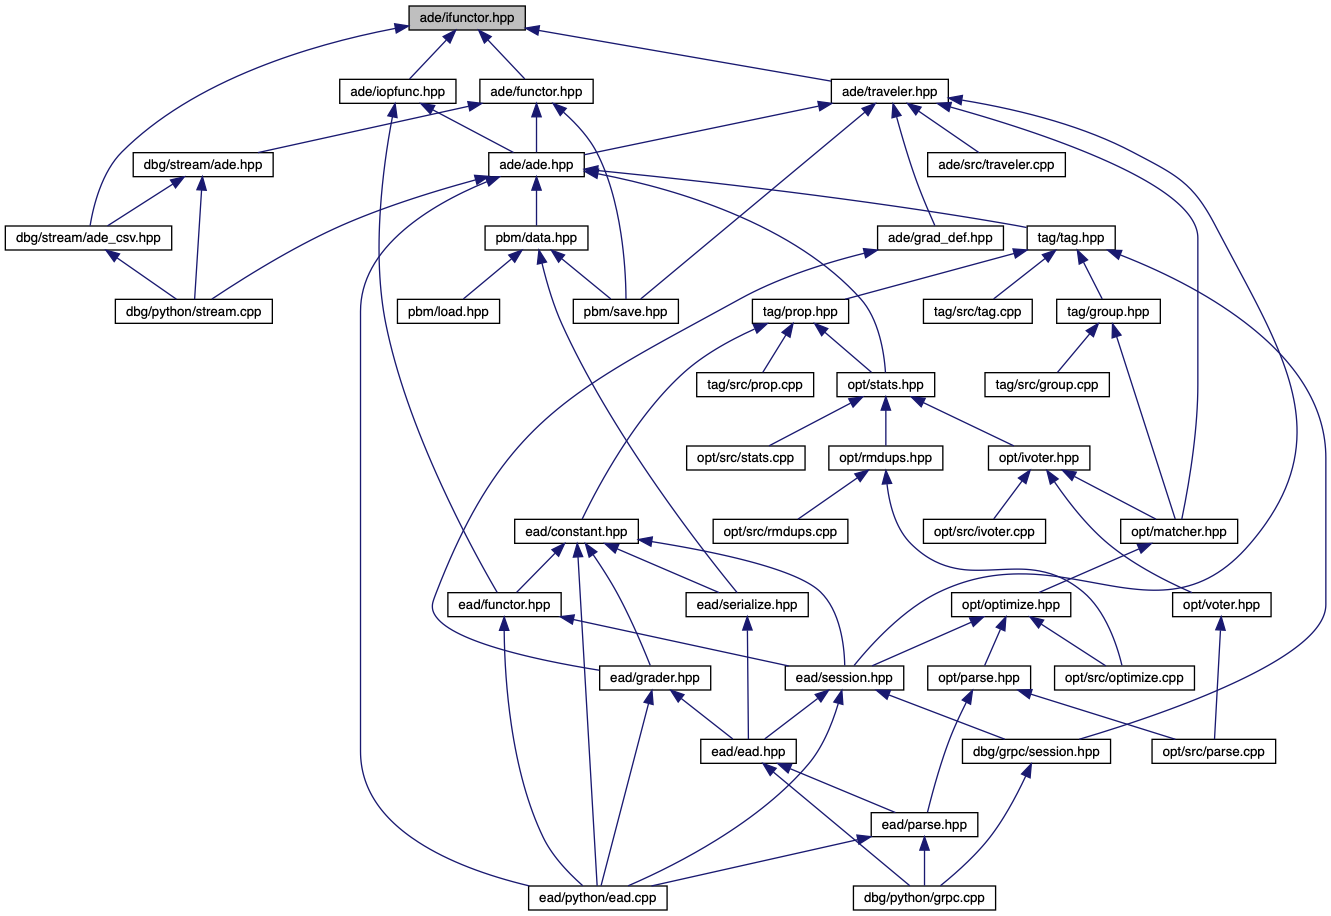 ade/ifunctor.hpp
ade/iopfunc.hpp
ade/functor.hpp
ade/traveler.hpp
dbg/stream/ade.hpp
ade/ade.hpp
ade/src/traveler.cpp
dbg/stream/ade_csv.hpp
pbm/data.hpp
ade/grad_def.hpp
tag/tag.hpp
dbg/python/stream.cpp
pbm/load.hpp
pbm/save.hpp
tag/prop.hpp
tag/src/tag.cpp
tag/group.hpp
tag/src/prop.cpp
opt/stats.hpp
tag/src/group.cpp
opt/src/stats.cpp
opt/rmdups.hpp
opt/ivoter.hpp
ead/constant.hpp
opt/src/rmdups.cpp
opt/src/ivoter.cpp
opt/matcher.hpp
ead/functor.hpp
ead/serialize.hpp
opt/optimize.hpp
opt/voter.hpp
ead/grader.hpp
ead/session.hpp
opt/parse.hpp
opt/src/optimize.cpp
ead/ead.hpp
dbg/grpc/session.hpp
opt/src/parse.cpp
ead/parse.hpp
ead/python/ead.cpp
dbg/python/grpc.cpp